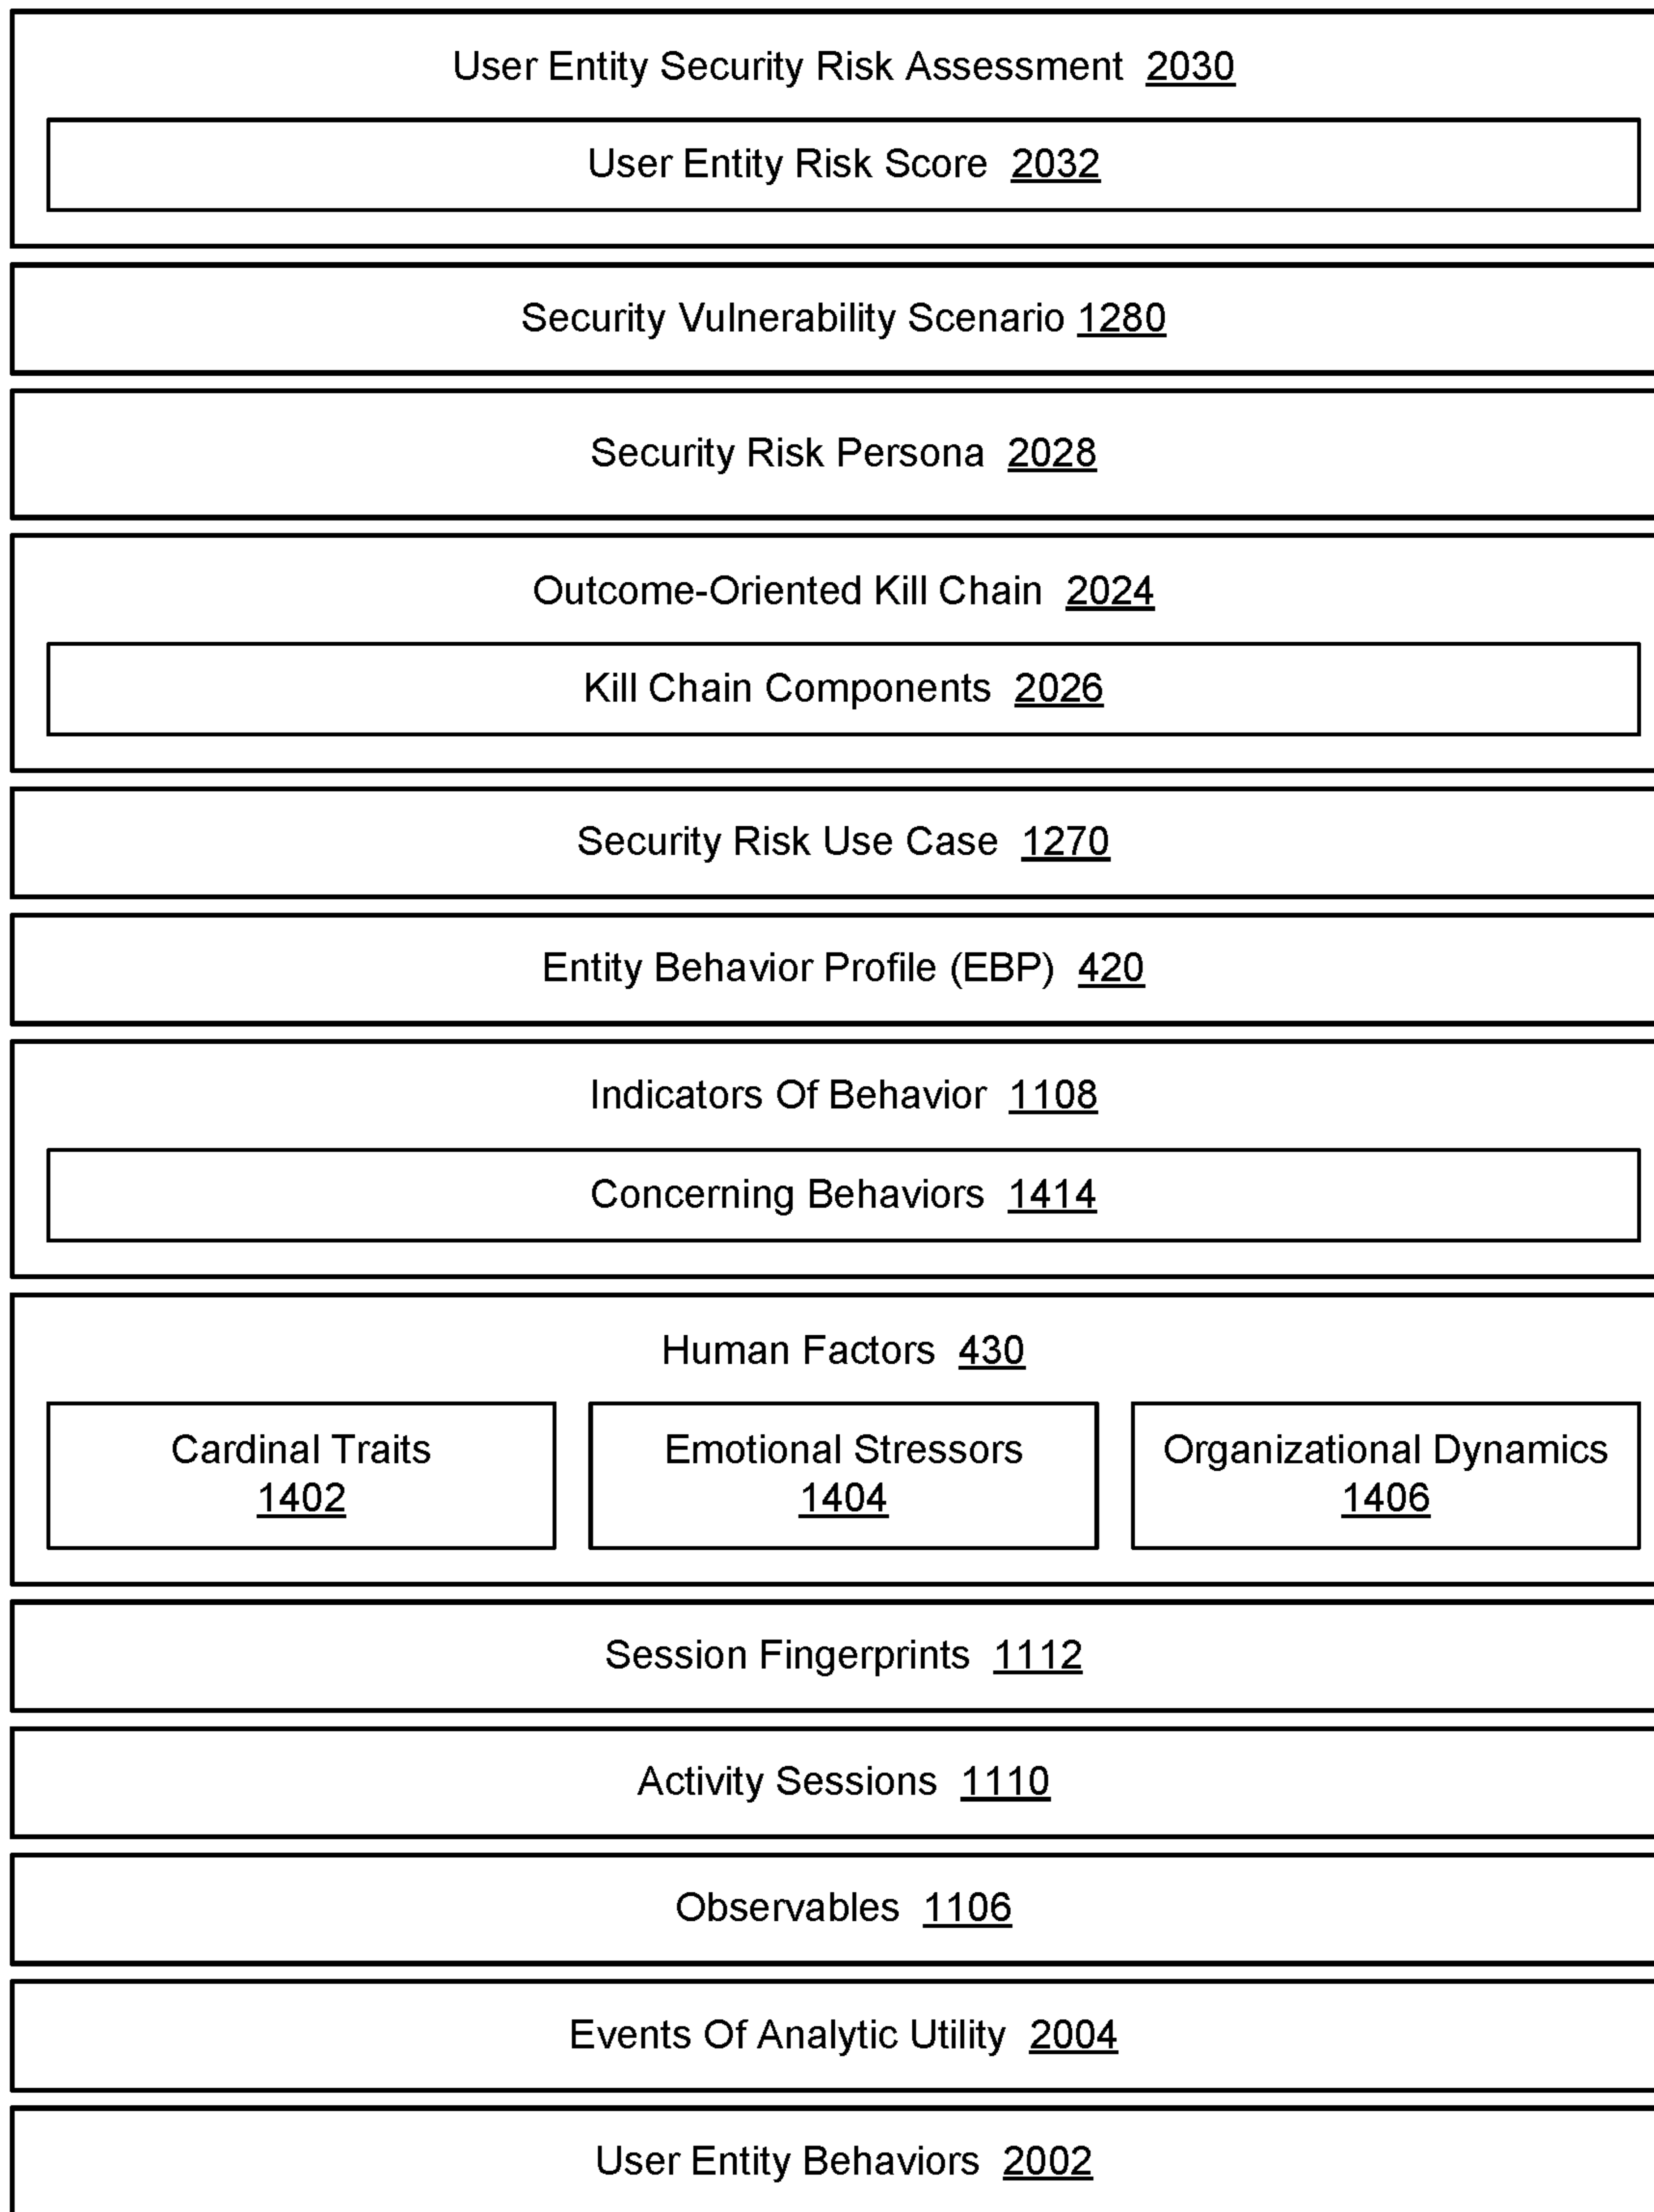 User Entity Security Risk Assessment 2030
User Entity Risk Score 2032
Security Vulnerability Scenario 1280
Security Risk Persona 2028
Outcome-Oriented Kill Chain 2024
Kill Chain Components 2026
Security Risk Use Case 1270
Entity Behavior Profile (EBP) 420
Indicators Of Behavior 1108
Concerning Behaviors 1414
Human Factors 430
Cardinal Traits
1402
Emotional Stressors
1404
Organizational Dynamics
1406
Session Fingerprints 1112
Activity Sessions 1110
Observables 1106
Events Of Analytic Utility 2004
User Entity Behaviors 2002